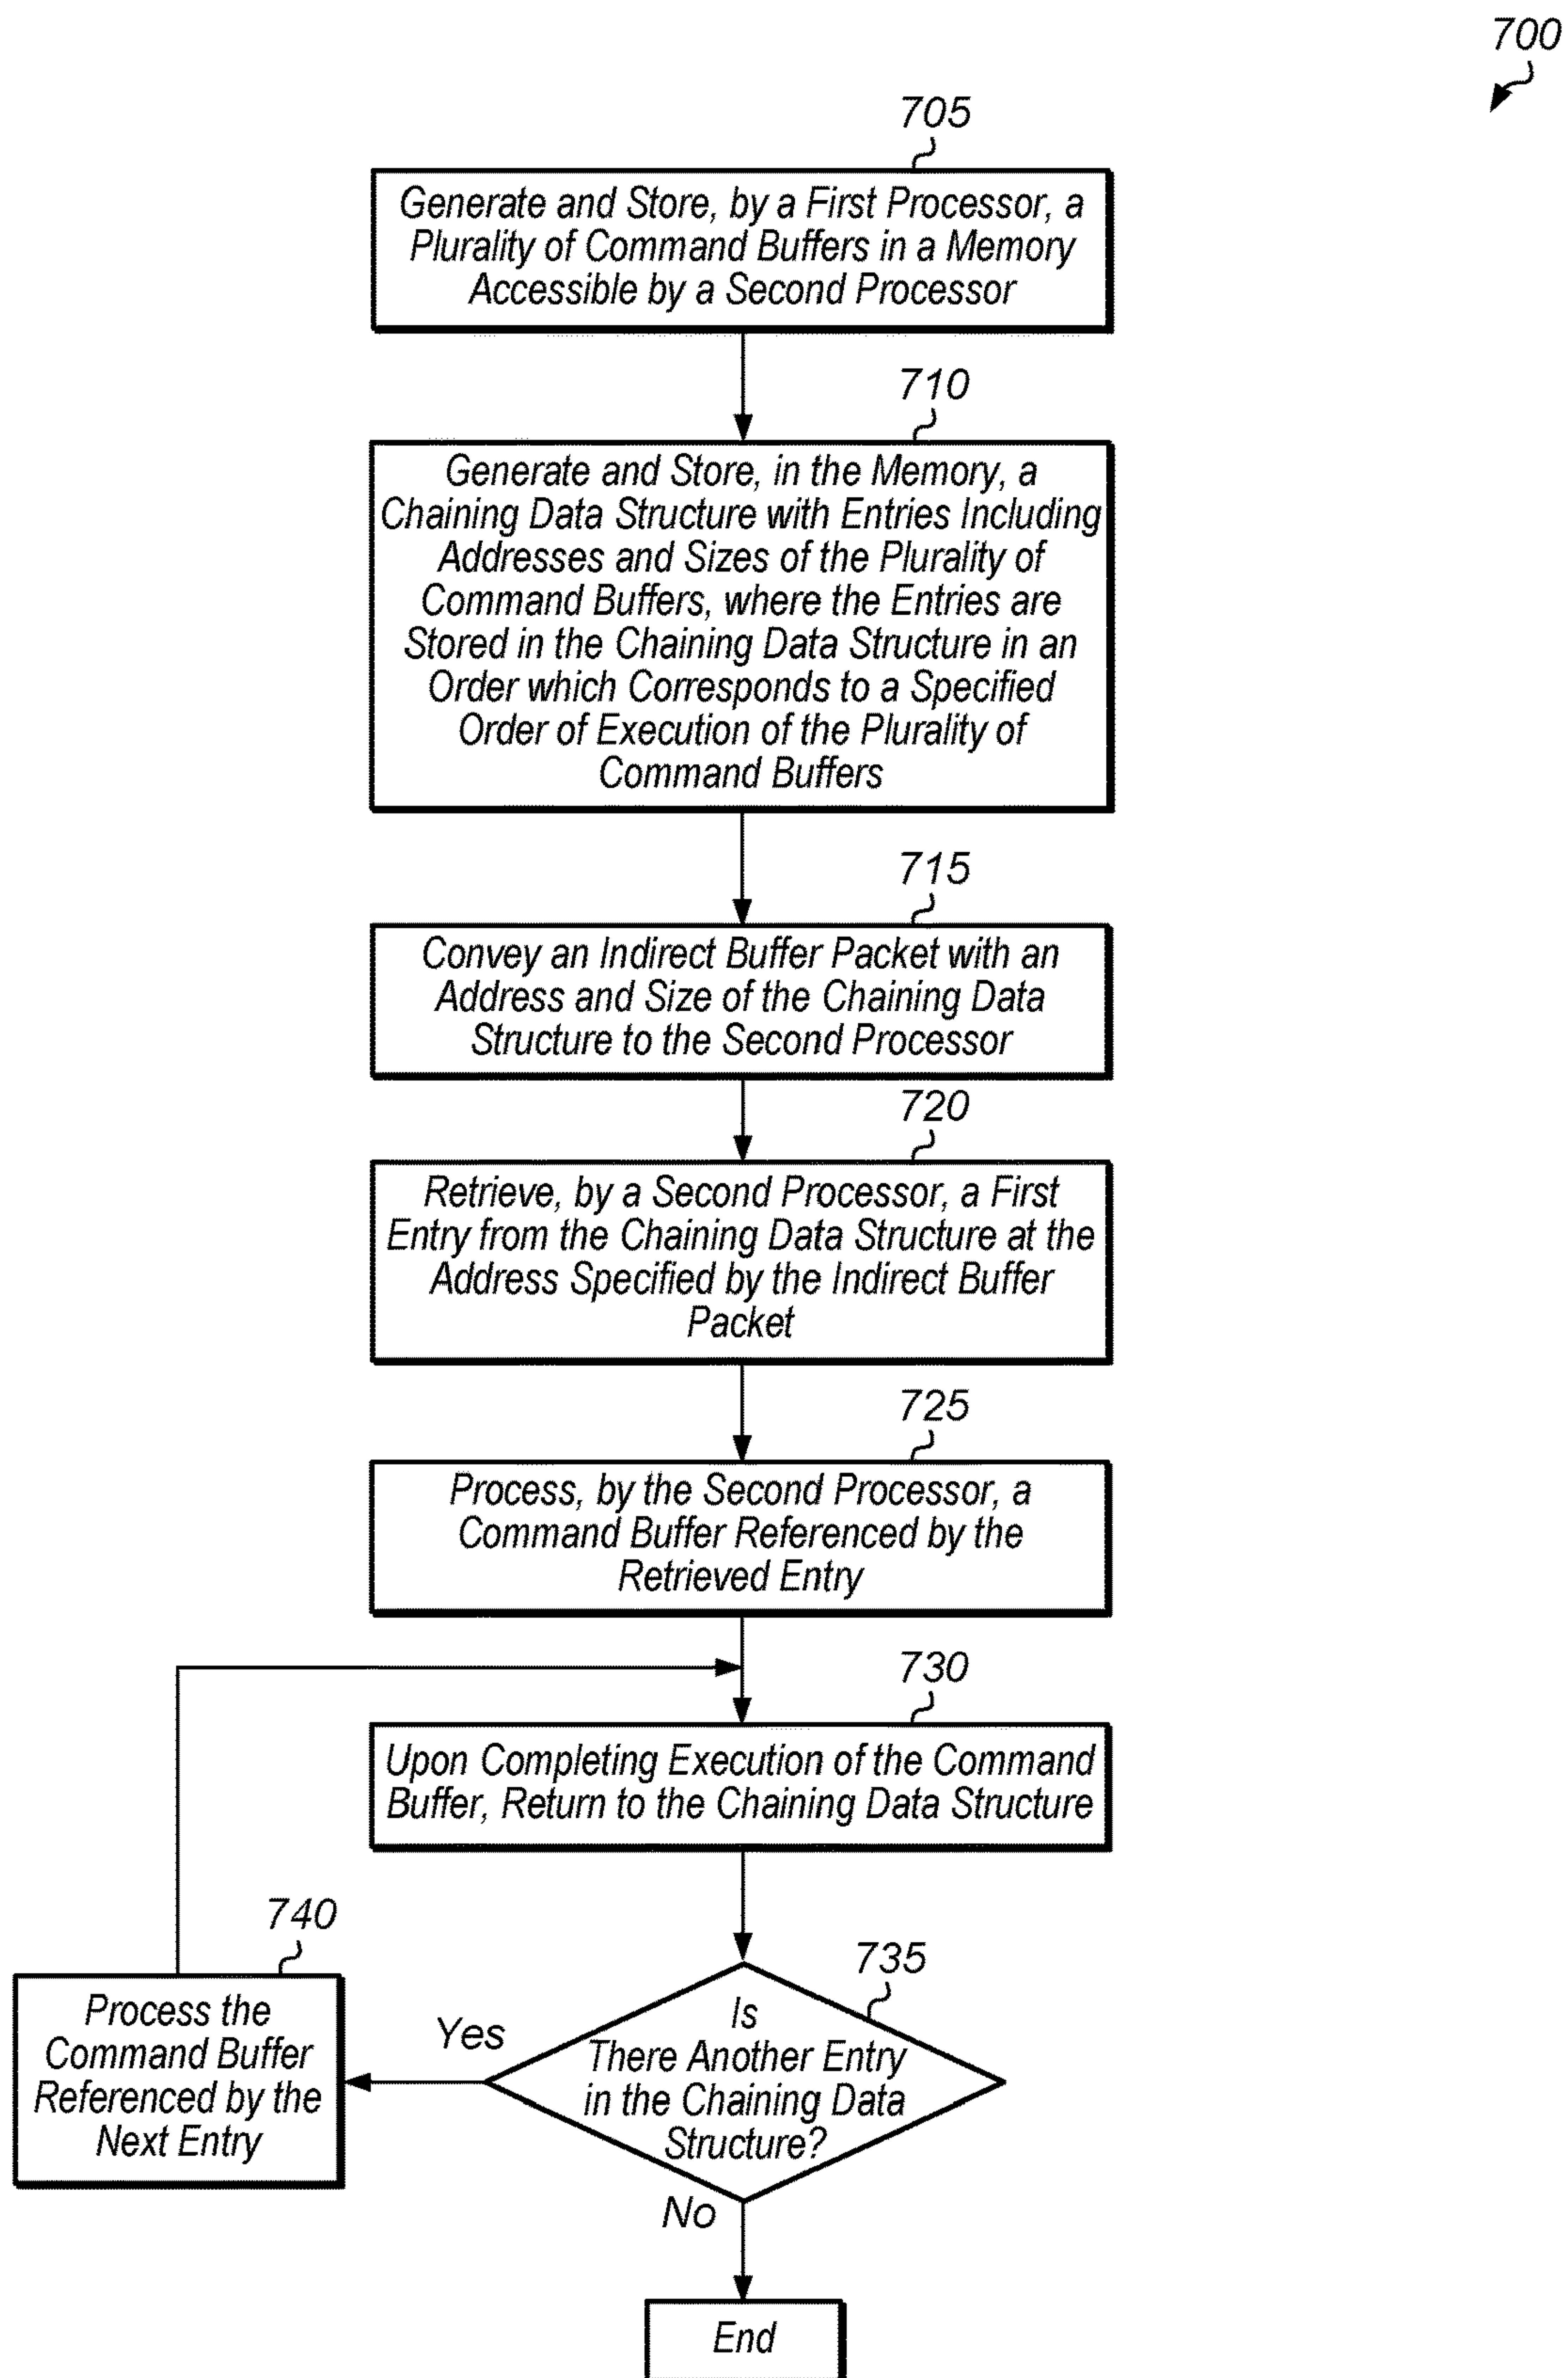 700
705
Generate and Store, by a First Processor, a
Plurality of Command Buffers in a Memory
Accessible by a Second Processor
710
Generate and Store, in the Memory, a
Chaining Data Structure with Entries Including
Addresses and Sizes of the Plurality of
Command Buffers, where the Entries are
Stored in the Chaining Data Structure in an
Order which Corresponds to a Specified
Order of Execution of the Plurality of
Command Buffers
715
Convey an Indirect Buffer Packet with an
Address and Size of the Chaining Data
Structure to the Second Processor
720
Retrieve, by a Second Processor, a First
Entry from the Chaining Data Structure at the
Address Specified by the Indirect Buffer
Packet
725
Process, by the Second Processor, a
Command Buffer Referenced by the
Retrieved Entry
730
Upon Completing Execution of the Command
Buffer, Return to the Chaining Data Structure
735
Is
There Another Entry
in the Chaining Data
Structure?
Yes
740
Process the
Command Buffer
Referenced by the
Next Entry
No
End